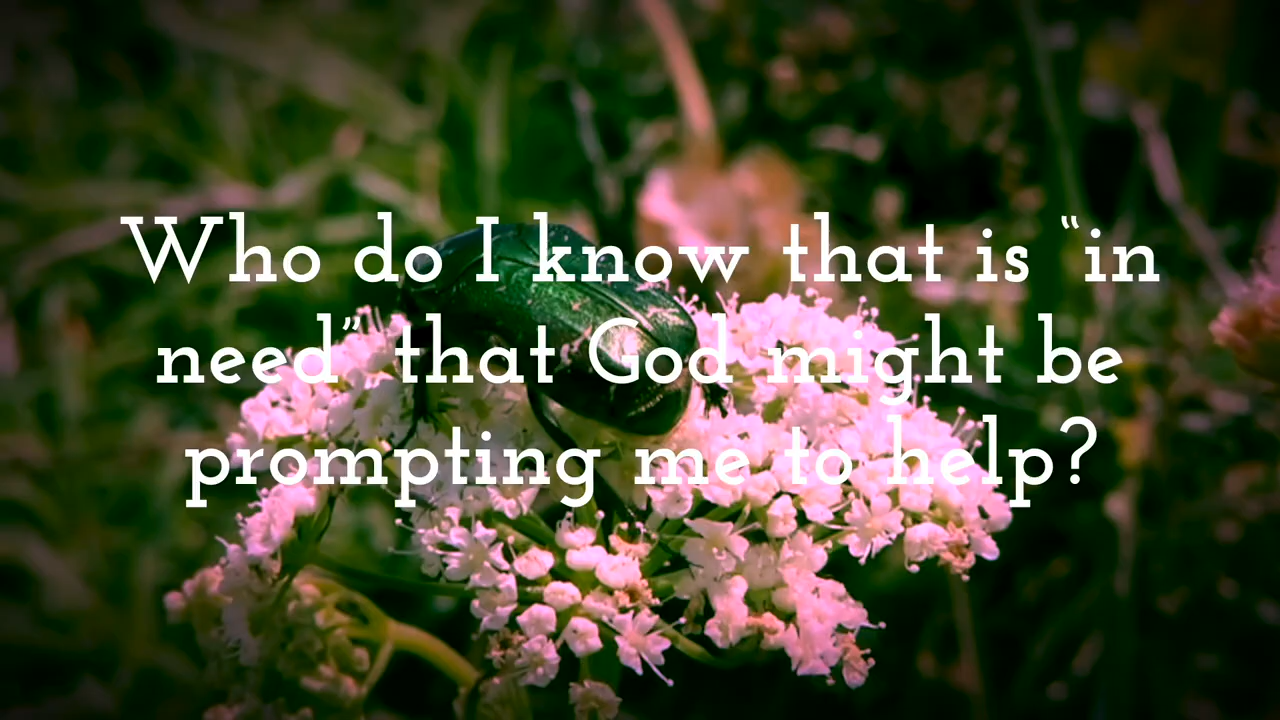 Who do I know that is “in
need” that God might be
prompting me to help?